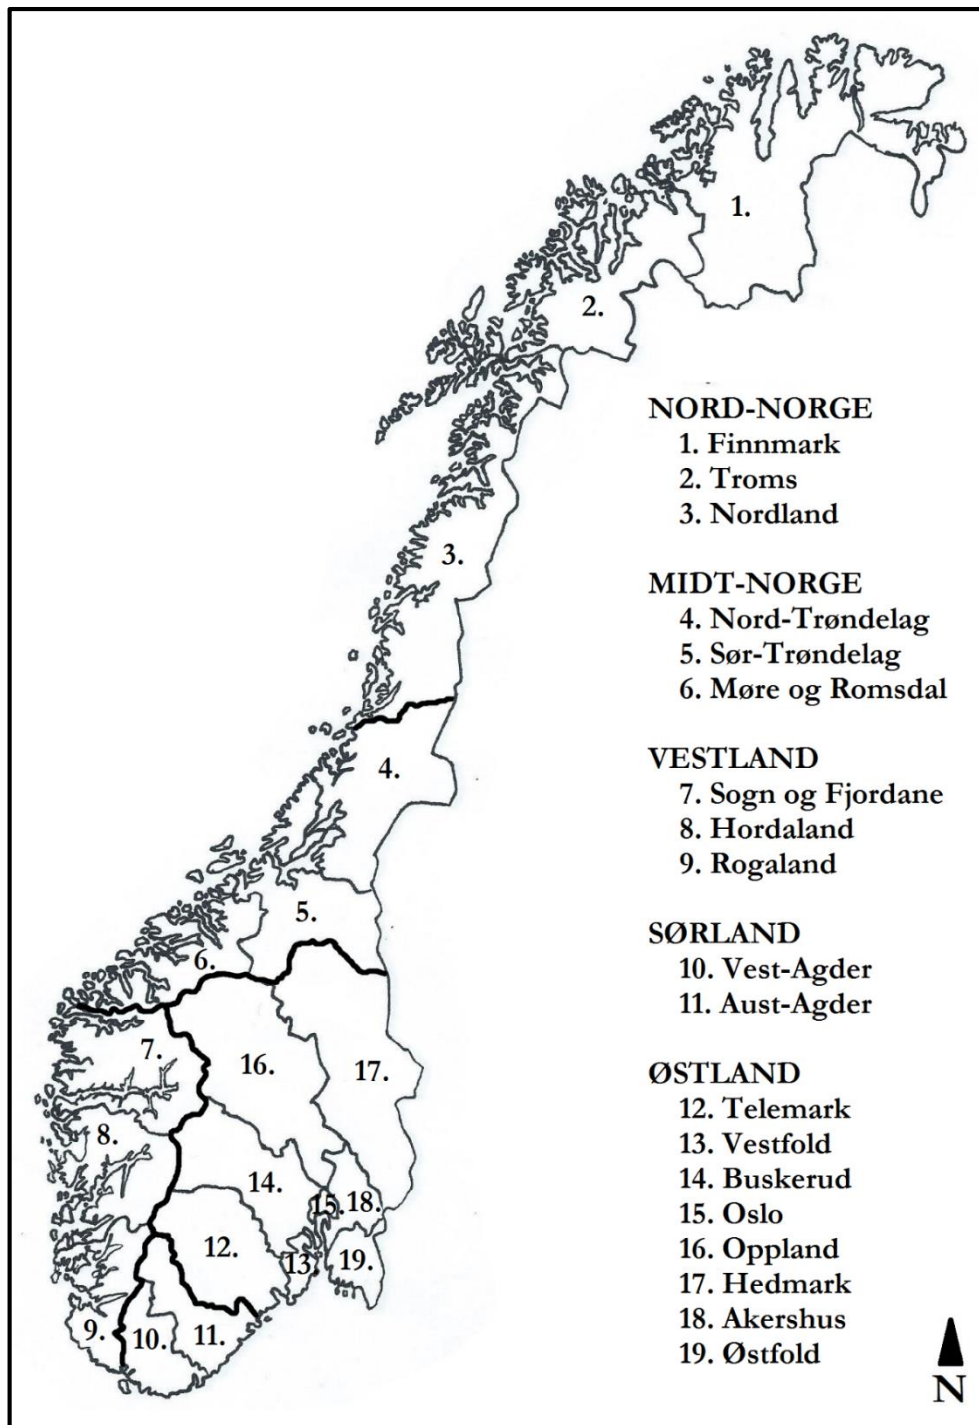 1.
2.
3.
4.
5.
6.
7.
8.
9.
10.
11.
12.
13.
14.
15.
16.
17.
18.
19.
NORD-NORGE
1. Finnmark
2. Troms
3. Nordland
MIDT-NORGE
4. Nord-Trøndelag
5. Sør-Trøndelag
6. Møre og Romsdal
VESTLAND
7. Sogn og Fjordane
8. Hordaland
9. Rogaland
SØRLAND
10. Vest-Agder
11. Aust-Agder
ØSTLAND
12. Telemark
13. Vestfold
14. Buskerud
15. Oslo
16. Oppland
17. Hedmark
18. Akershus
19. Østfold
N